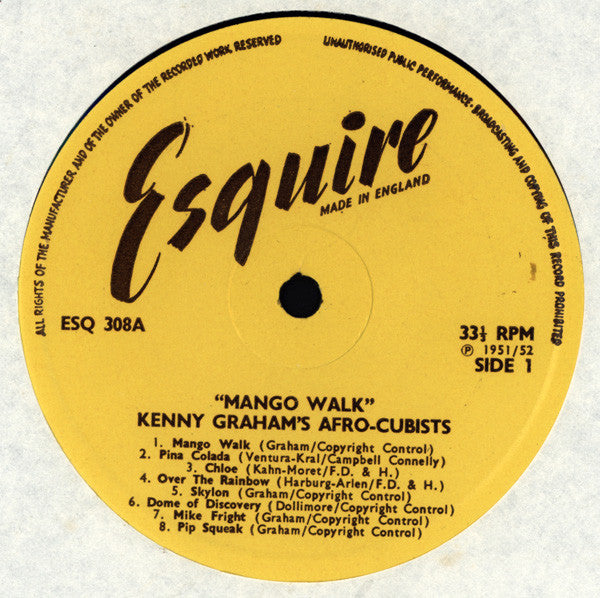 ALL RIGHTS OF THE MANUFACTURER AND OF THE OWNER OF THE RECORDED WORK RESERVED
UNAUTHORISED PUBLIC PERFORMANCE· BROADCASTING AND COPYING OF THIS RECORD PROHIBITED
Esquire
MADE IN ENGLAND
ESQ 308A
33⅓ RPM
℗ 1951/52
SIDE 1
"MANGO WALK"
KENNY GRAHAM'S AFRO-CUBISTS
1. Mango Walk (Graham/Copyright Control)
2. Pina Colada (Ventura-Kral/Campbell Connelly)
3. Chloe (Kahn-Moret/F.D. & H.)
4. Over The Rainbow (Harburg-Arlen/F.D. & H.)
5. Skylon (Graham/Copyright Control)
6. Dome of Discovery (Dollimore/Copyright Control)
7. Mike Fright (Graham/Copyright Control)
8. Pip Squeak (Graham/Copyright Control)